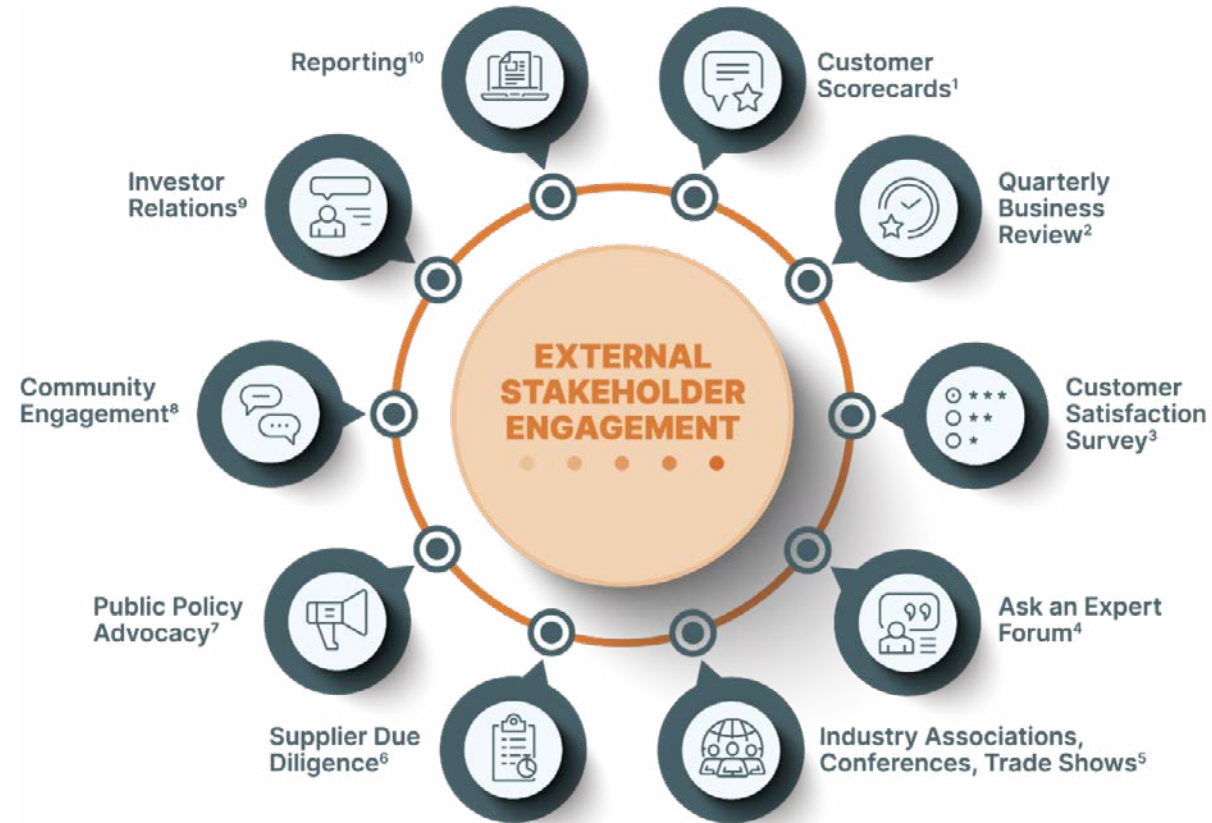 Reporting¹⁰
Customer
Scorecards¹
Investor
Relations⁹
Quarterly
Business
Review²
EXTERNAL
STAKEHOLDER
ENGAGEMENT
Community
Engagement⁸
Customer
Satisfaction
Survey³
Public Policy
Advocacy⁷
Ask an Expert
Forum⁴
Supplier Due
Diligence⁶
Industry Associations,
Conferences, Trade Shows⁵